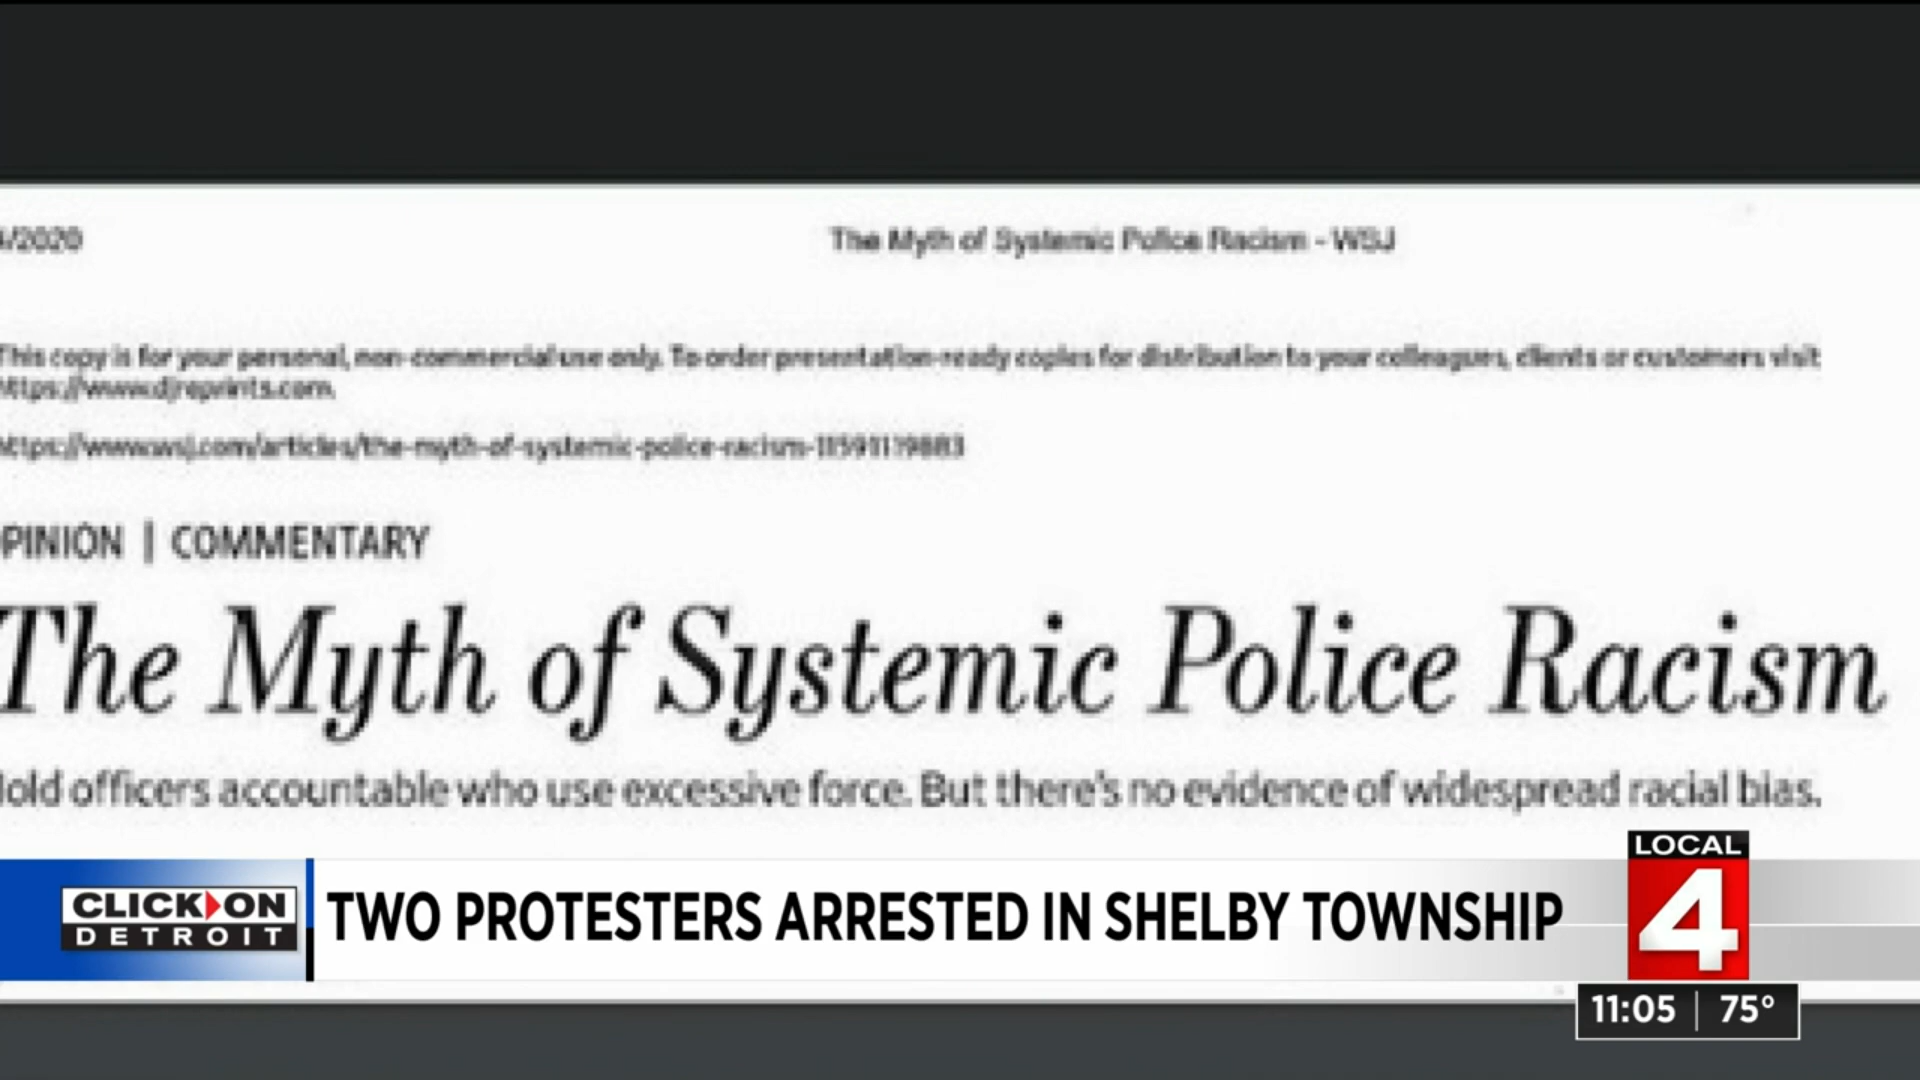 4/2020
The Myth of Systemic Police Racism - WSJ
This copy is for your personal, non-commercial use only. To order presentation-ready copies for distribution to your colleagues, clients or customers visit
https://www.djreprints.com.
https://www.wsj.com/articles/the-myth-of-systemic-police-racism-11591119883
OPINION | COMMENTARY
The Myth of Systemic Police Racism
Hold officers accountable who use excessive force. But there's no evidence of widespread racial bias.
CLICK ON
DETROIT
TWO PROTESTERS ARRESTED IN SHELBY TOWNSHIP
LOCAL
4
11:05 | 75°